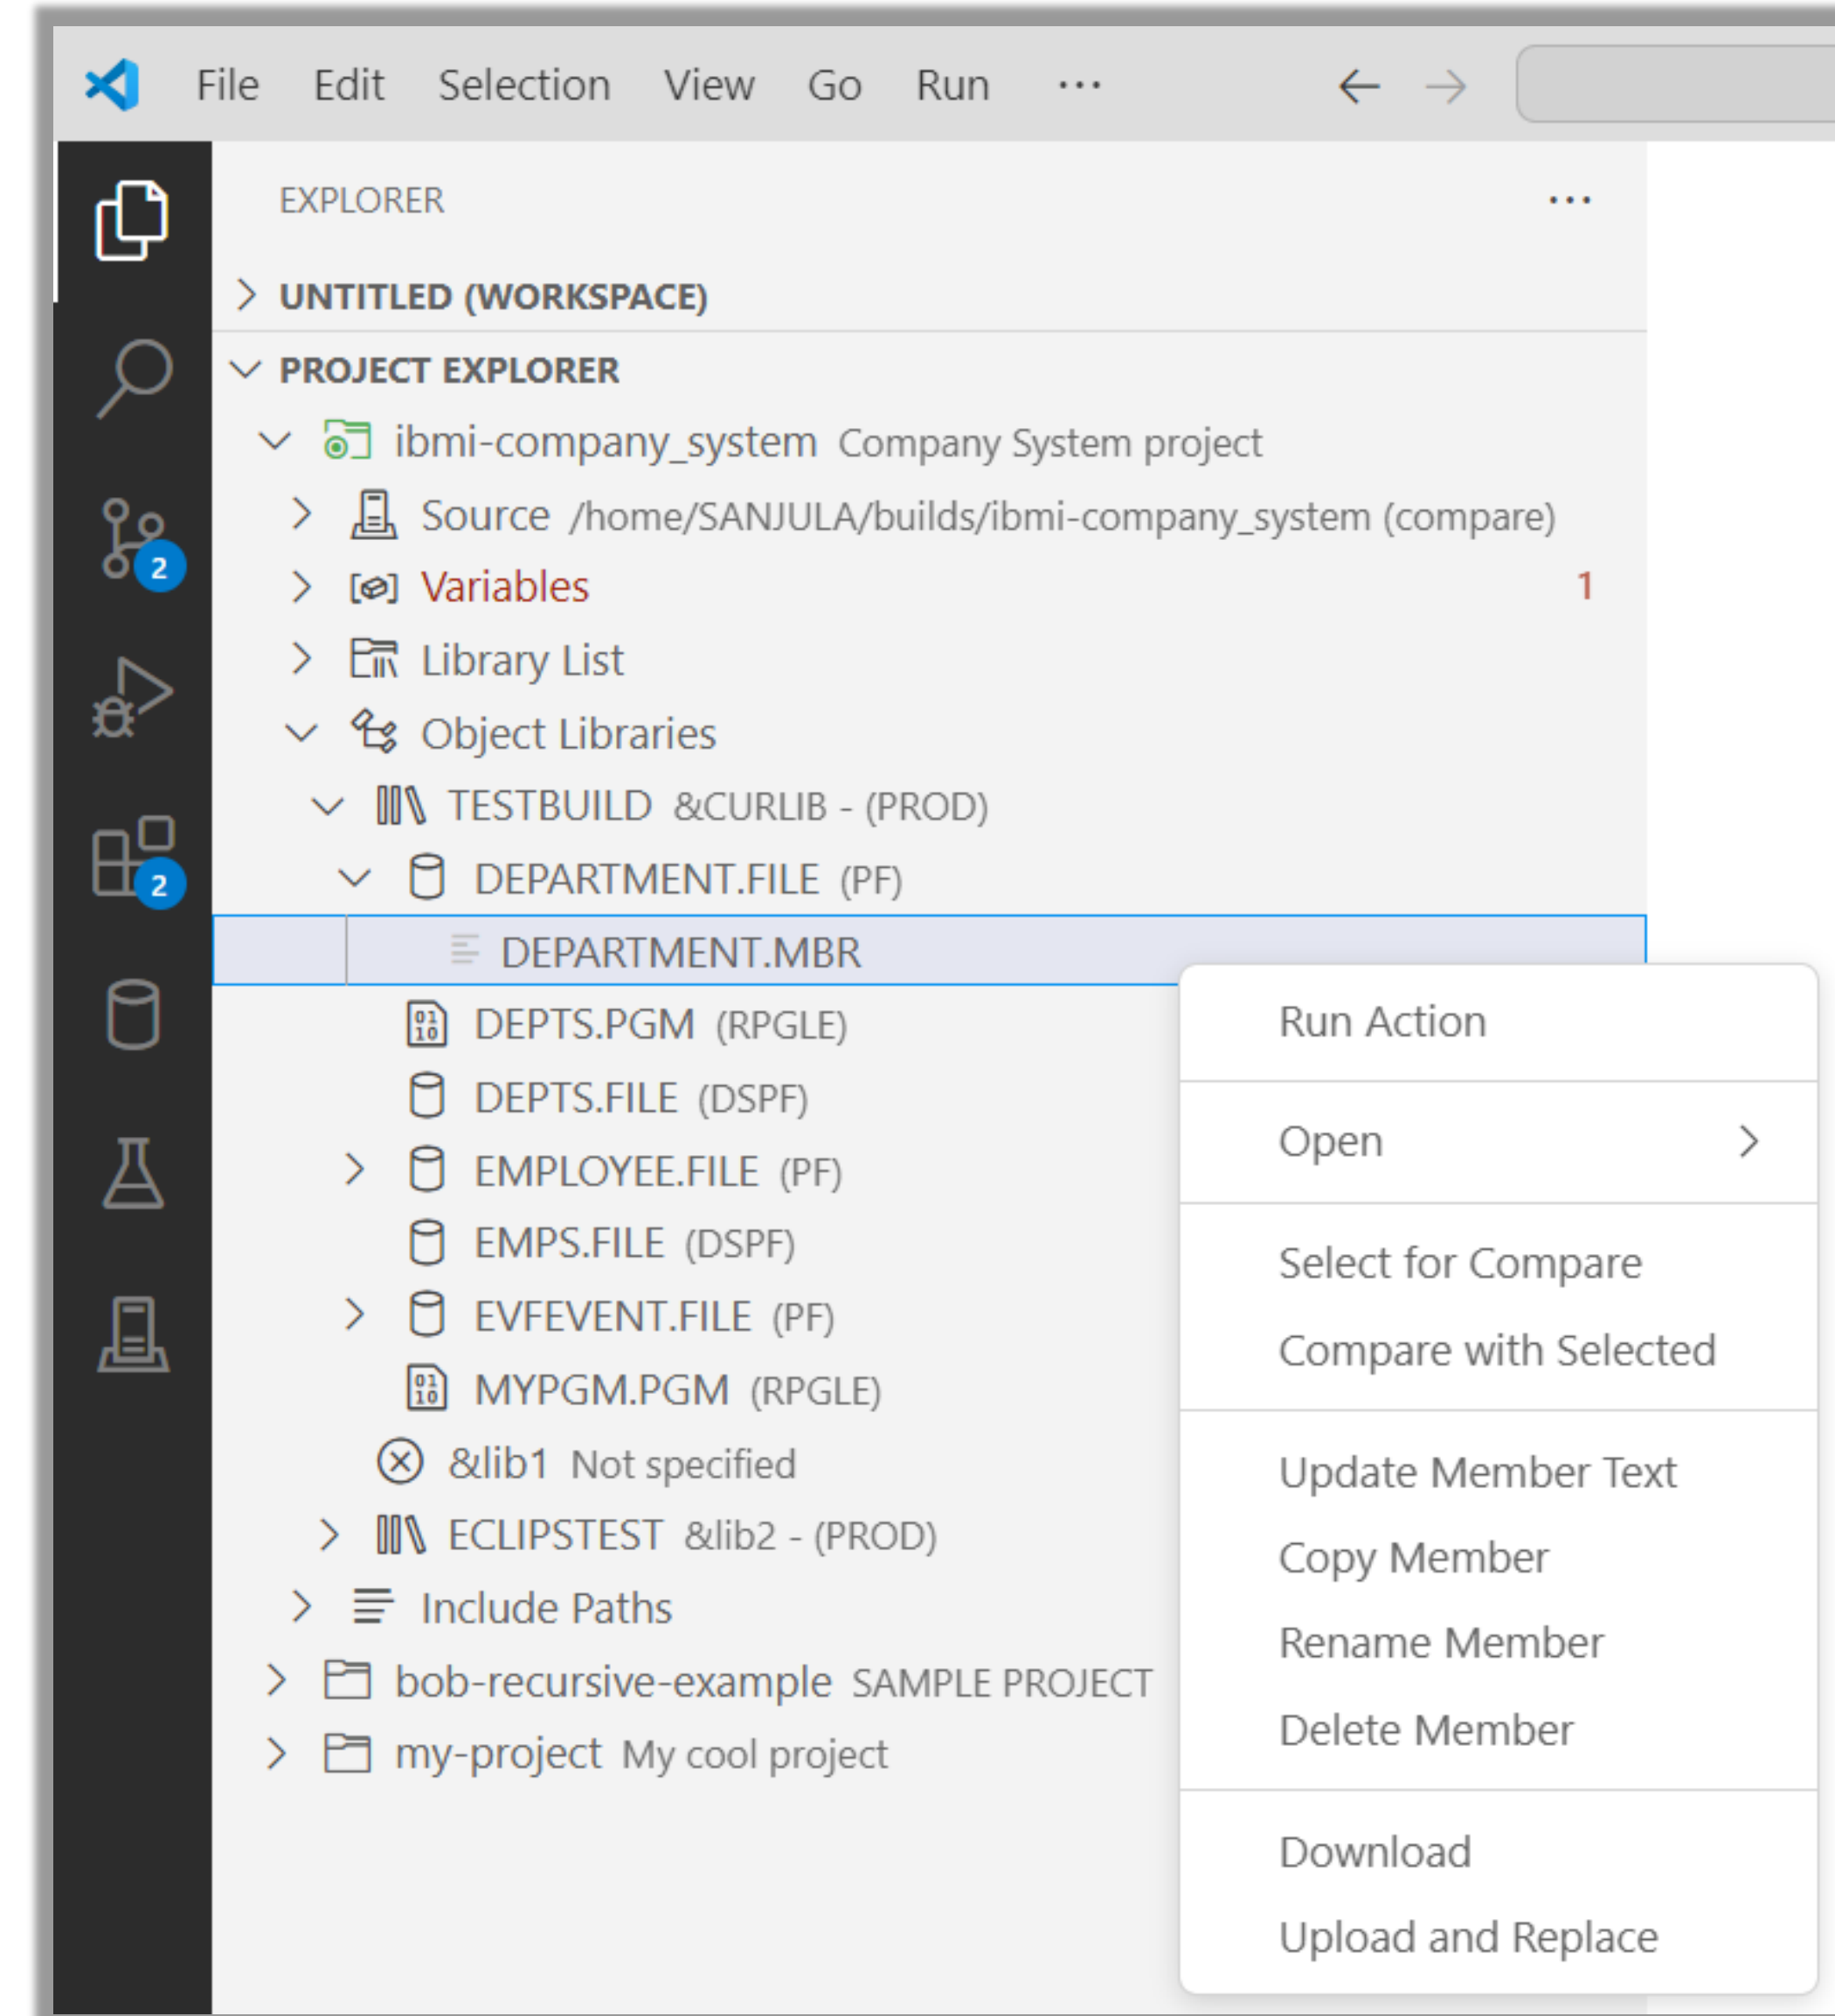 File Edit Selection View Go Run ···
EXPLORER ···
UNTITLED (WORKSPACE)
PROJECT EXPLORER
ibmi-company_system Company System project
Source /home/SANJULA/builds/ibmi-company_system (compare)
2
Variables 1
Library List
Object Libraries
TESTBUILD &CURLIB - (PROD)
2
DEPARTMENT.FILE (PF)
DEPARTMENT.MBR
DEPTS.PGM (RPGLE)
DEPTS.FILE (DSPF)
EMPLOYEE.FILE (PF)
EMPS.FILE (DSPF)
EVFEVENT.FILE (PF)
MYPGM.PGM (RPGLE)
&lib1 Not specified
ECLIPSTEST &lib2 - (PROD)
Include Paths
bob-recursive-example SAMPLE PROJECT
my-project My cool project
Run Action
Open
Select for Compare
Compare with Selected
Update Member Text
Copy Member
Rename Member
Delete Member
Download
Upload and Replace